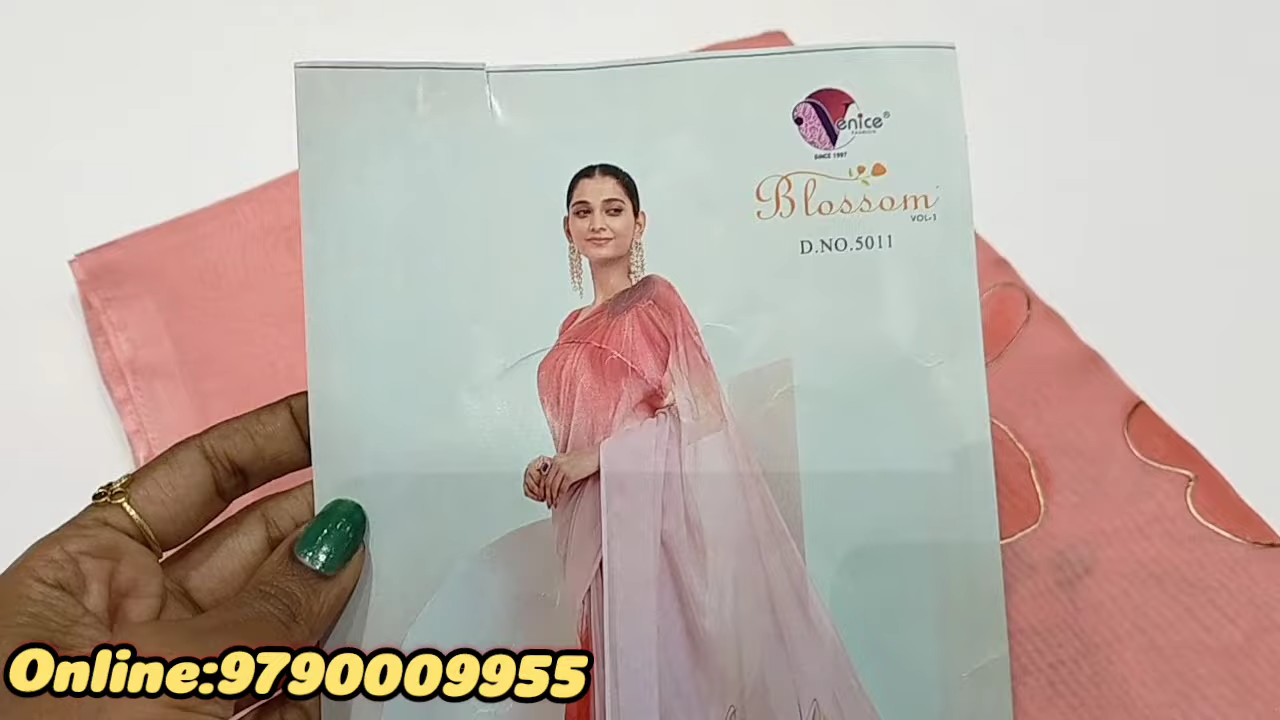 Venice®
FASHION
SINCE 1997
Blossom
VOL-1
D.NO.5011
Online:9790009955